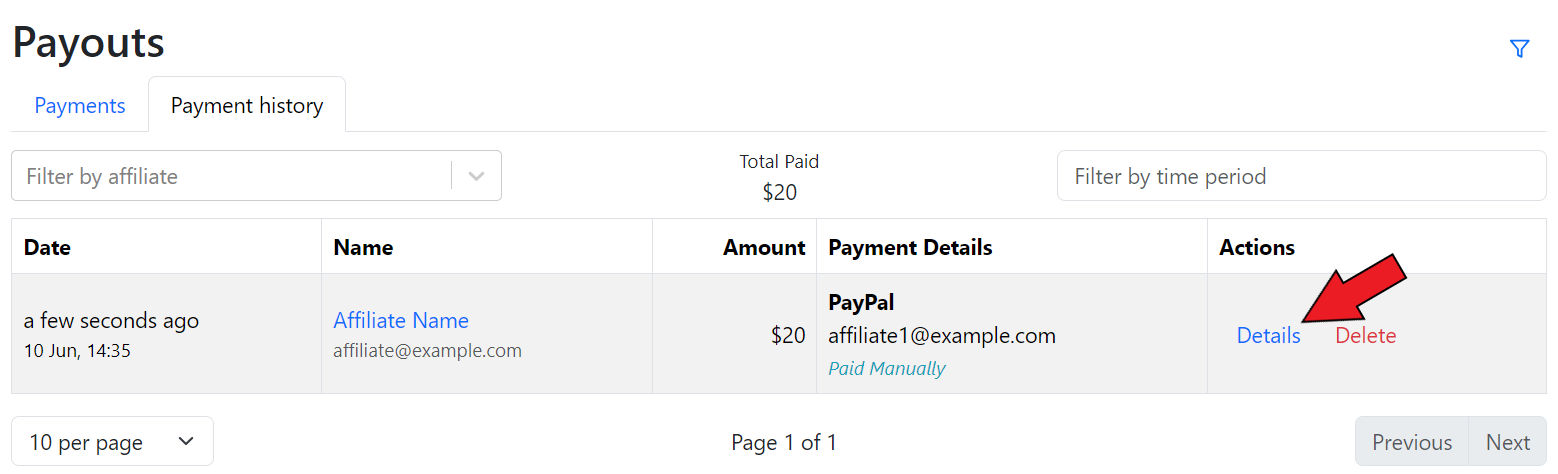 Payouts
Payments
Payment history
Filter by affiliate
Total Paid
$20
Filter by time period
Date
Name
Amount
Payment Details
Actions
a few seconds ago
10 Jun, 14:35
Affiliate Name
affiliate@example.com
$20
PayPal
affiliate1@example.com
Paid Manually
Details
Delete
10 per page
Page 1 of 1
Previous
Next